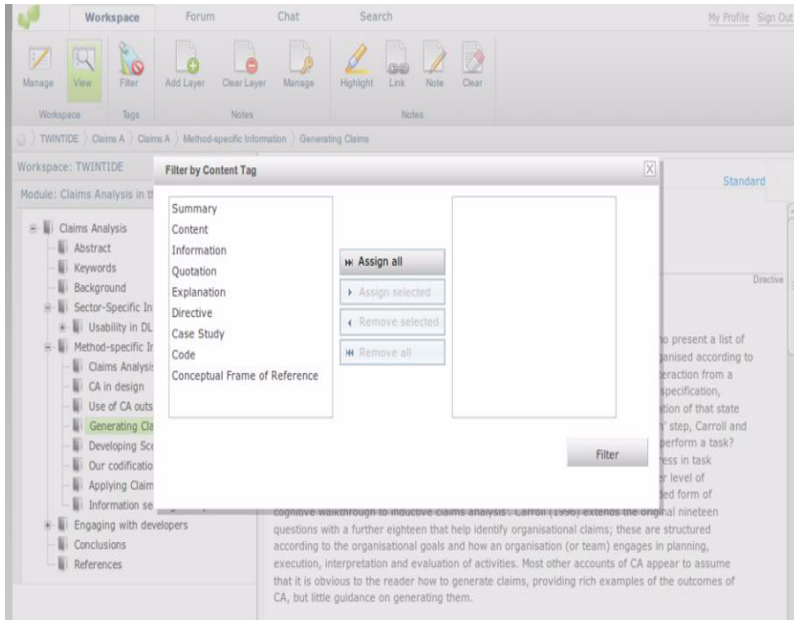 Workspace Forum Chat Search My Profile Sign Out
Manage View Filter Add Layer Clear Layer Manage Highlight Link Note Clear
Workspace Tags Notes Notes
TWINTIDE Claims A Claims A Method-specific Information Generating Claims
Workspace: TWINTIDE
Module: Claims Analysis in th
Claims Analysis
Abstract
Keywords
Background
Sector-Specific In
Usability in DL
Method-specific Ir
Claims Analysis
CA in design
Use of CA outs
Generating Cla
Developing Sce
Our codificatio
Applying Claim
Information se
Engaging with developers
Conclusions
References
Filter by Content Tag
Summary
Content
Information
Quotation
Explanation
Directive
Case Study
Code
Conceptual Frame of Reference
Assign all
Assign selected
Remove selected
Remove all
Filter
Standard
Directive
o present a list of
ganised according to
eraction from a
specification,
ation of that state
' step, Carroll and
perform a task?
ess in task
er level of
ded form of
cognitive walkthrough to inductive claims analysis'. Carroll (1996) extends the original nineteen
questions with a further eighteen that help identify organisational claims; these are structured
according to the organisational goals and how an organisation (or team) engages in planning,
execution, interpretation and evaluation of activities. Most other accounts of CA appear to assume
that it is obvious to the reader how to generate claims, providing rich examples of the outcomes of
CA, but little guidance on generating them.